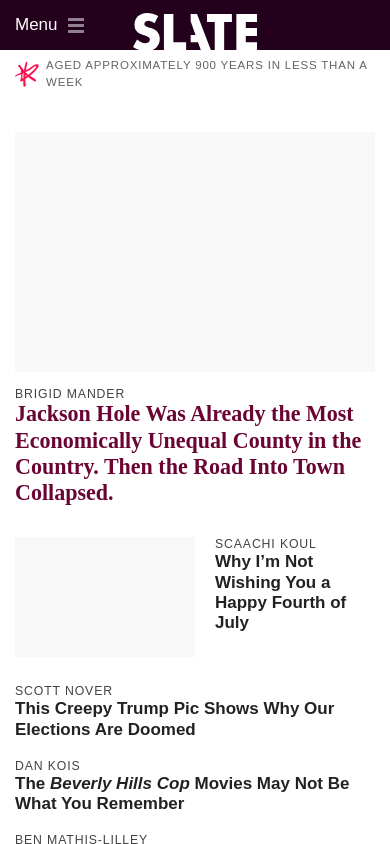 Menu
SLATE
AGED APPROXIMATELY 900 YEARS IN LESS THAN A
WEEK
BRIGID MANDER
Jackson Hole Was Already the Most
Economically Unequal County in the
Country. Then the Road Into Town
Collapsed.
SCAACHI KOUL
Why I’m Not
Wishing You a
Happy Fourth of
July
SCOTT NOVER
This Creepy Trump Pic Shows Why Our
Elections Are Doomed
DAN KOIS
The Beverly Hills Cop Movies May Not Be
What You Remember
BEN MATHIS-LILLEY